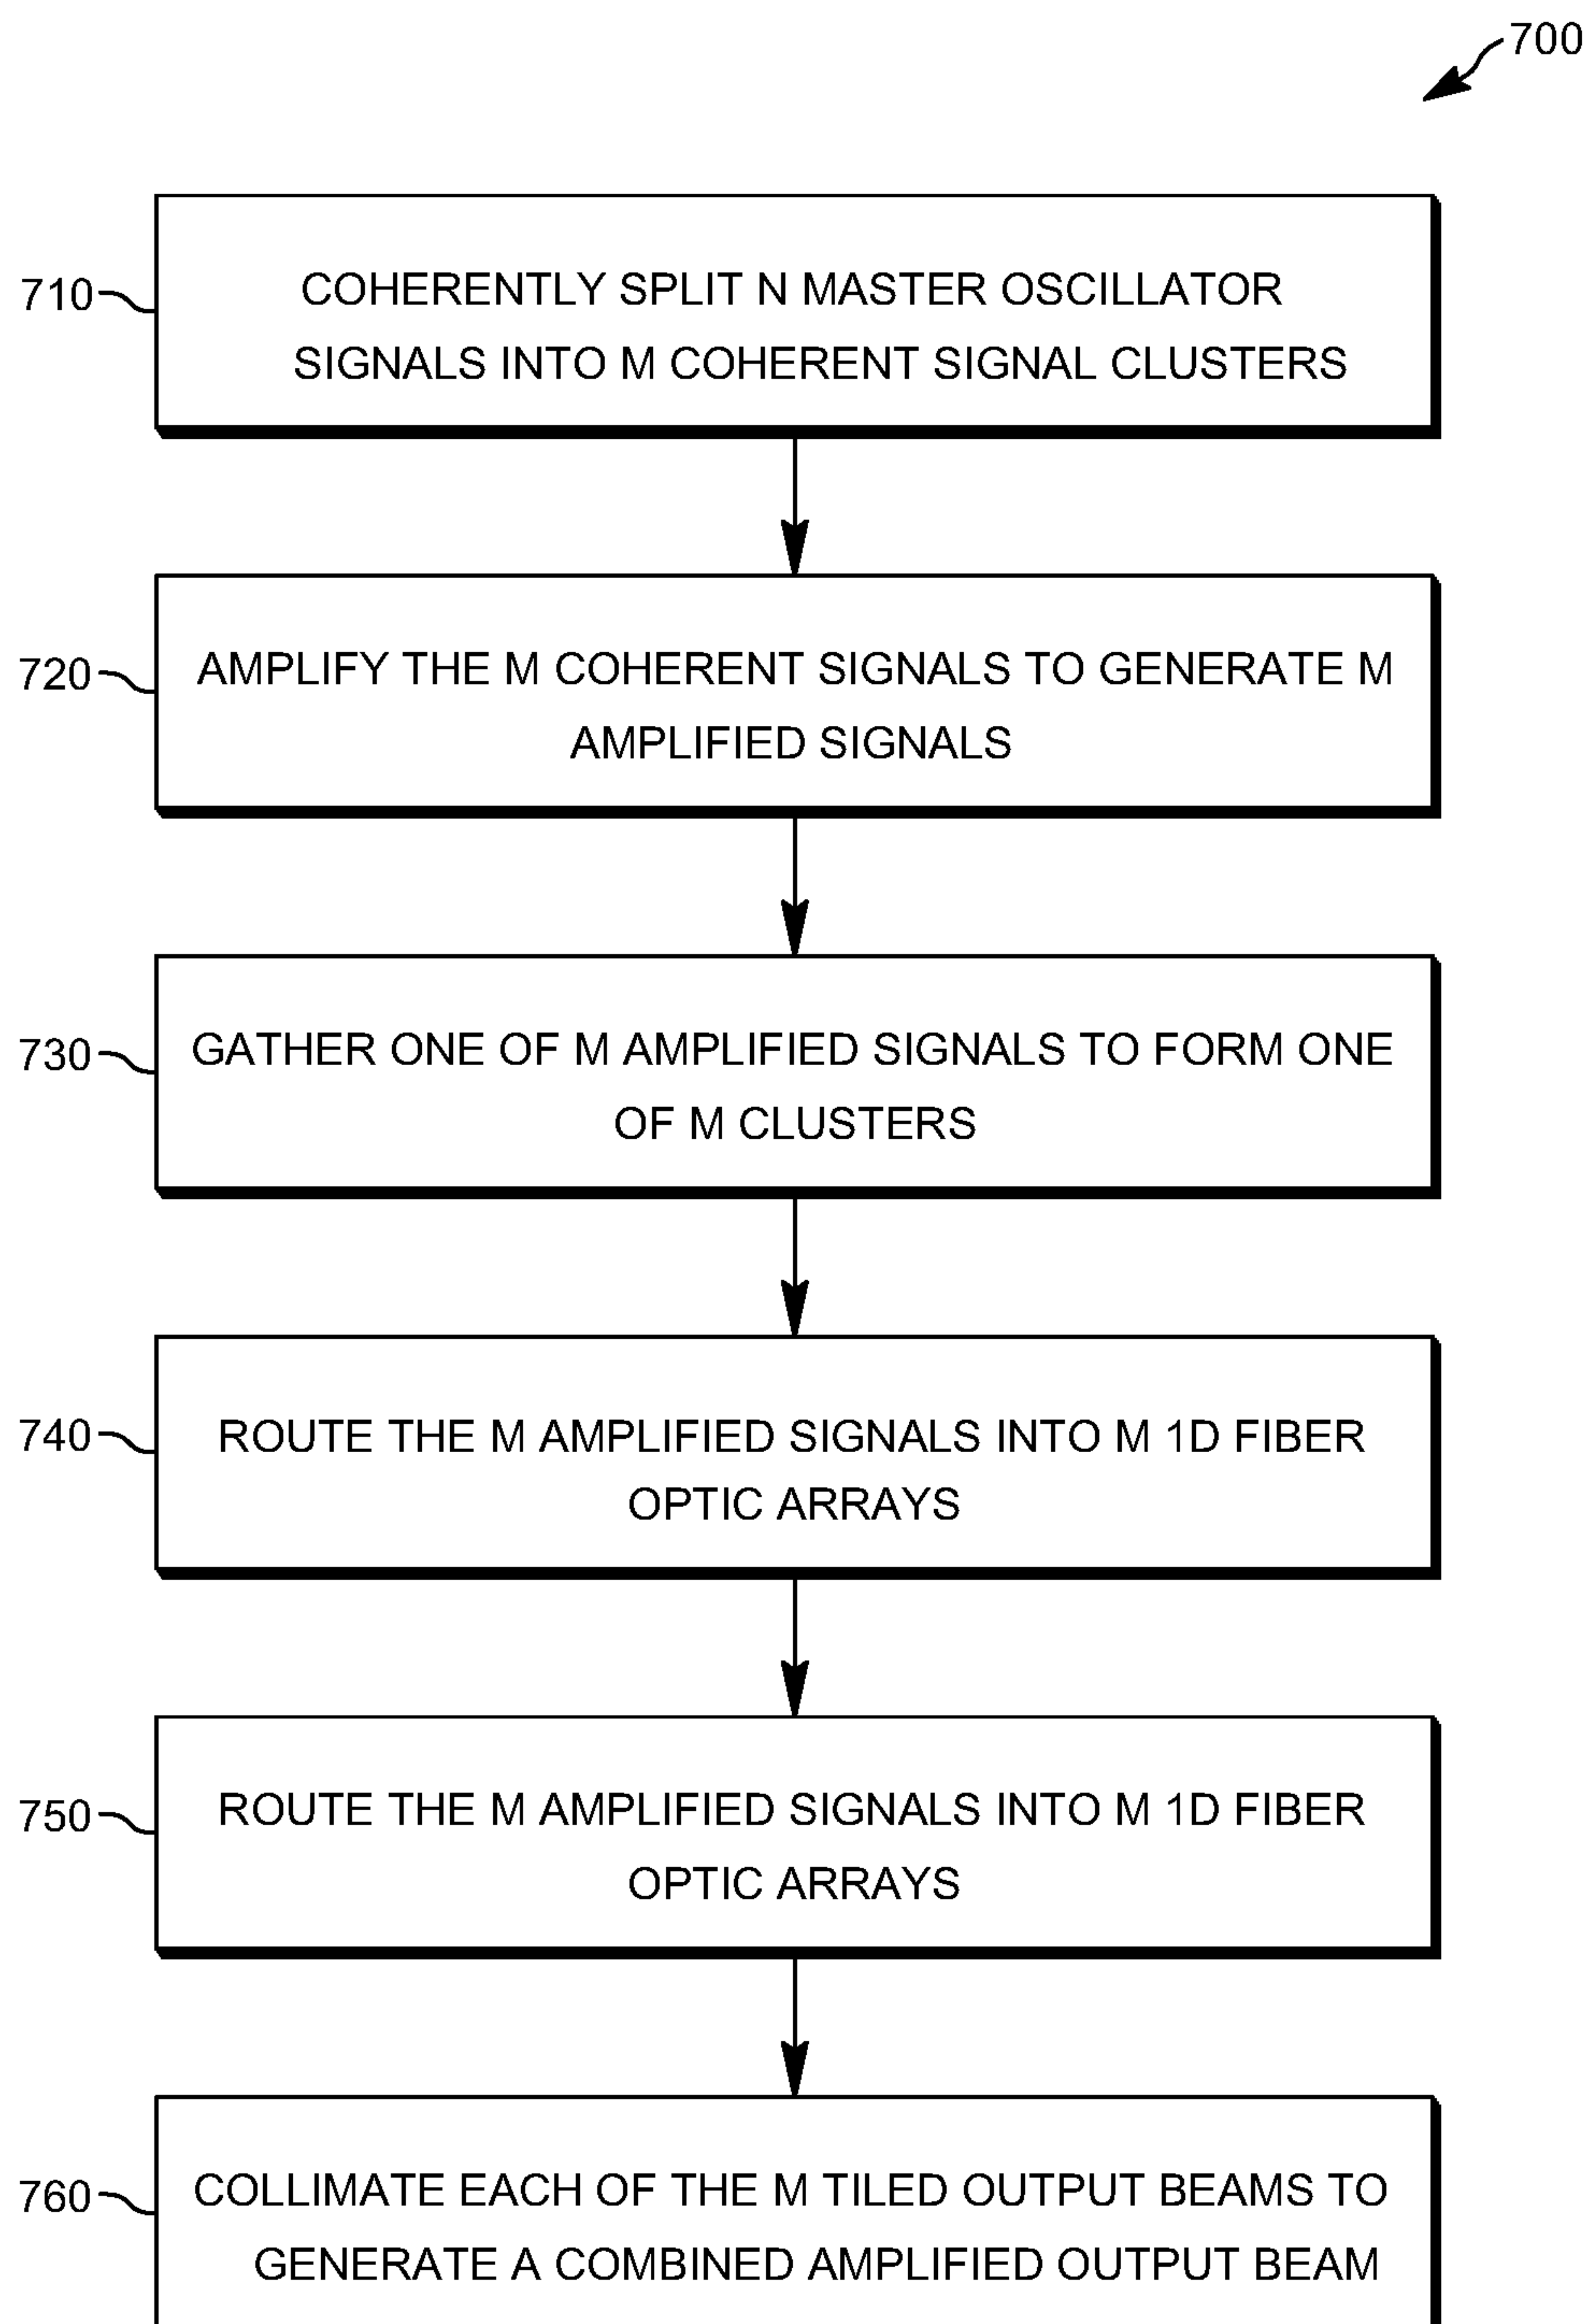 700
710
COHERENTLY SPLIT N MASTER OSCILLATOR
SIGNALS INTO M COHERENT SIGNAL CLUSTERS
720
AMPLIFY THE M COHERENT SIGNALS TO GENERATE M
AMPLIFIED SIGNALS
730
GATHER ONE OF M AMPLIFIED SIGNALS TO FORM ONE
OF M CLUSTERS
740
ROUTE THE M AMPLIFIED SIGNALS INTO M 1D FIBER
OPTIC ARRAYS
750
ROUTE THE M AMPLIFIED SIGNALS INTO M 1D FIBER
OPTIC ARRAYS
760
COLLIMATE EACH OF THE M TILED OUTPUT BEAMS TO
GENERATE A COMBINED AMPLIFIED OUTPUT BEAM